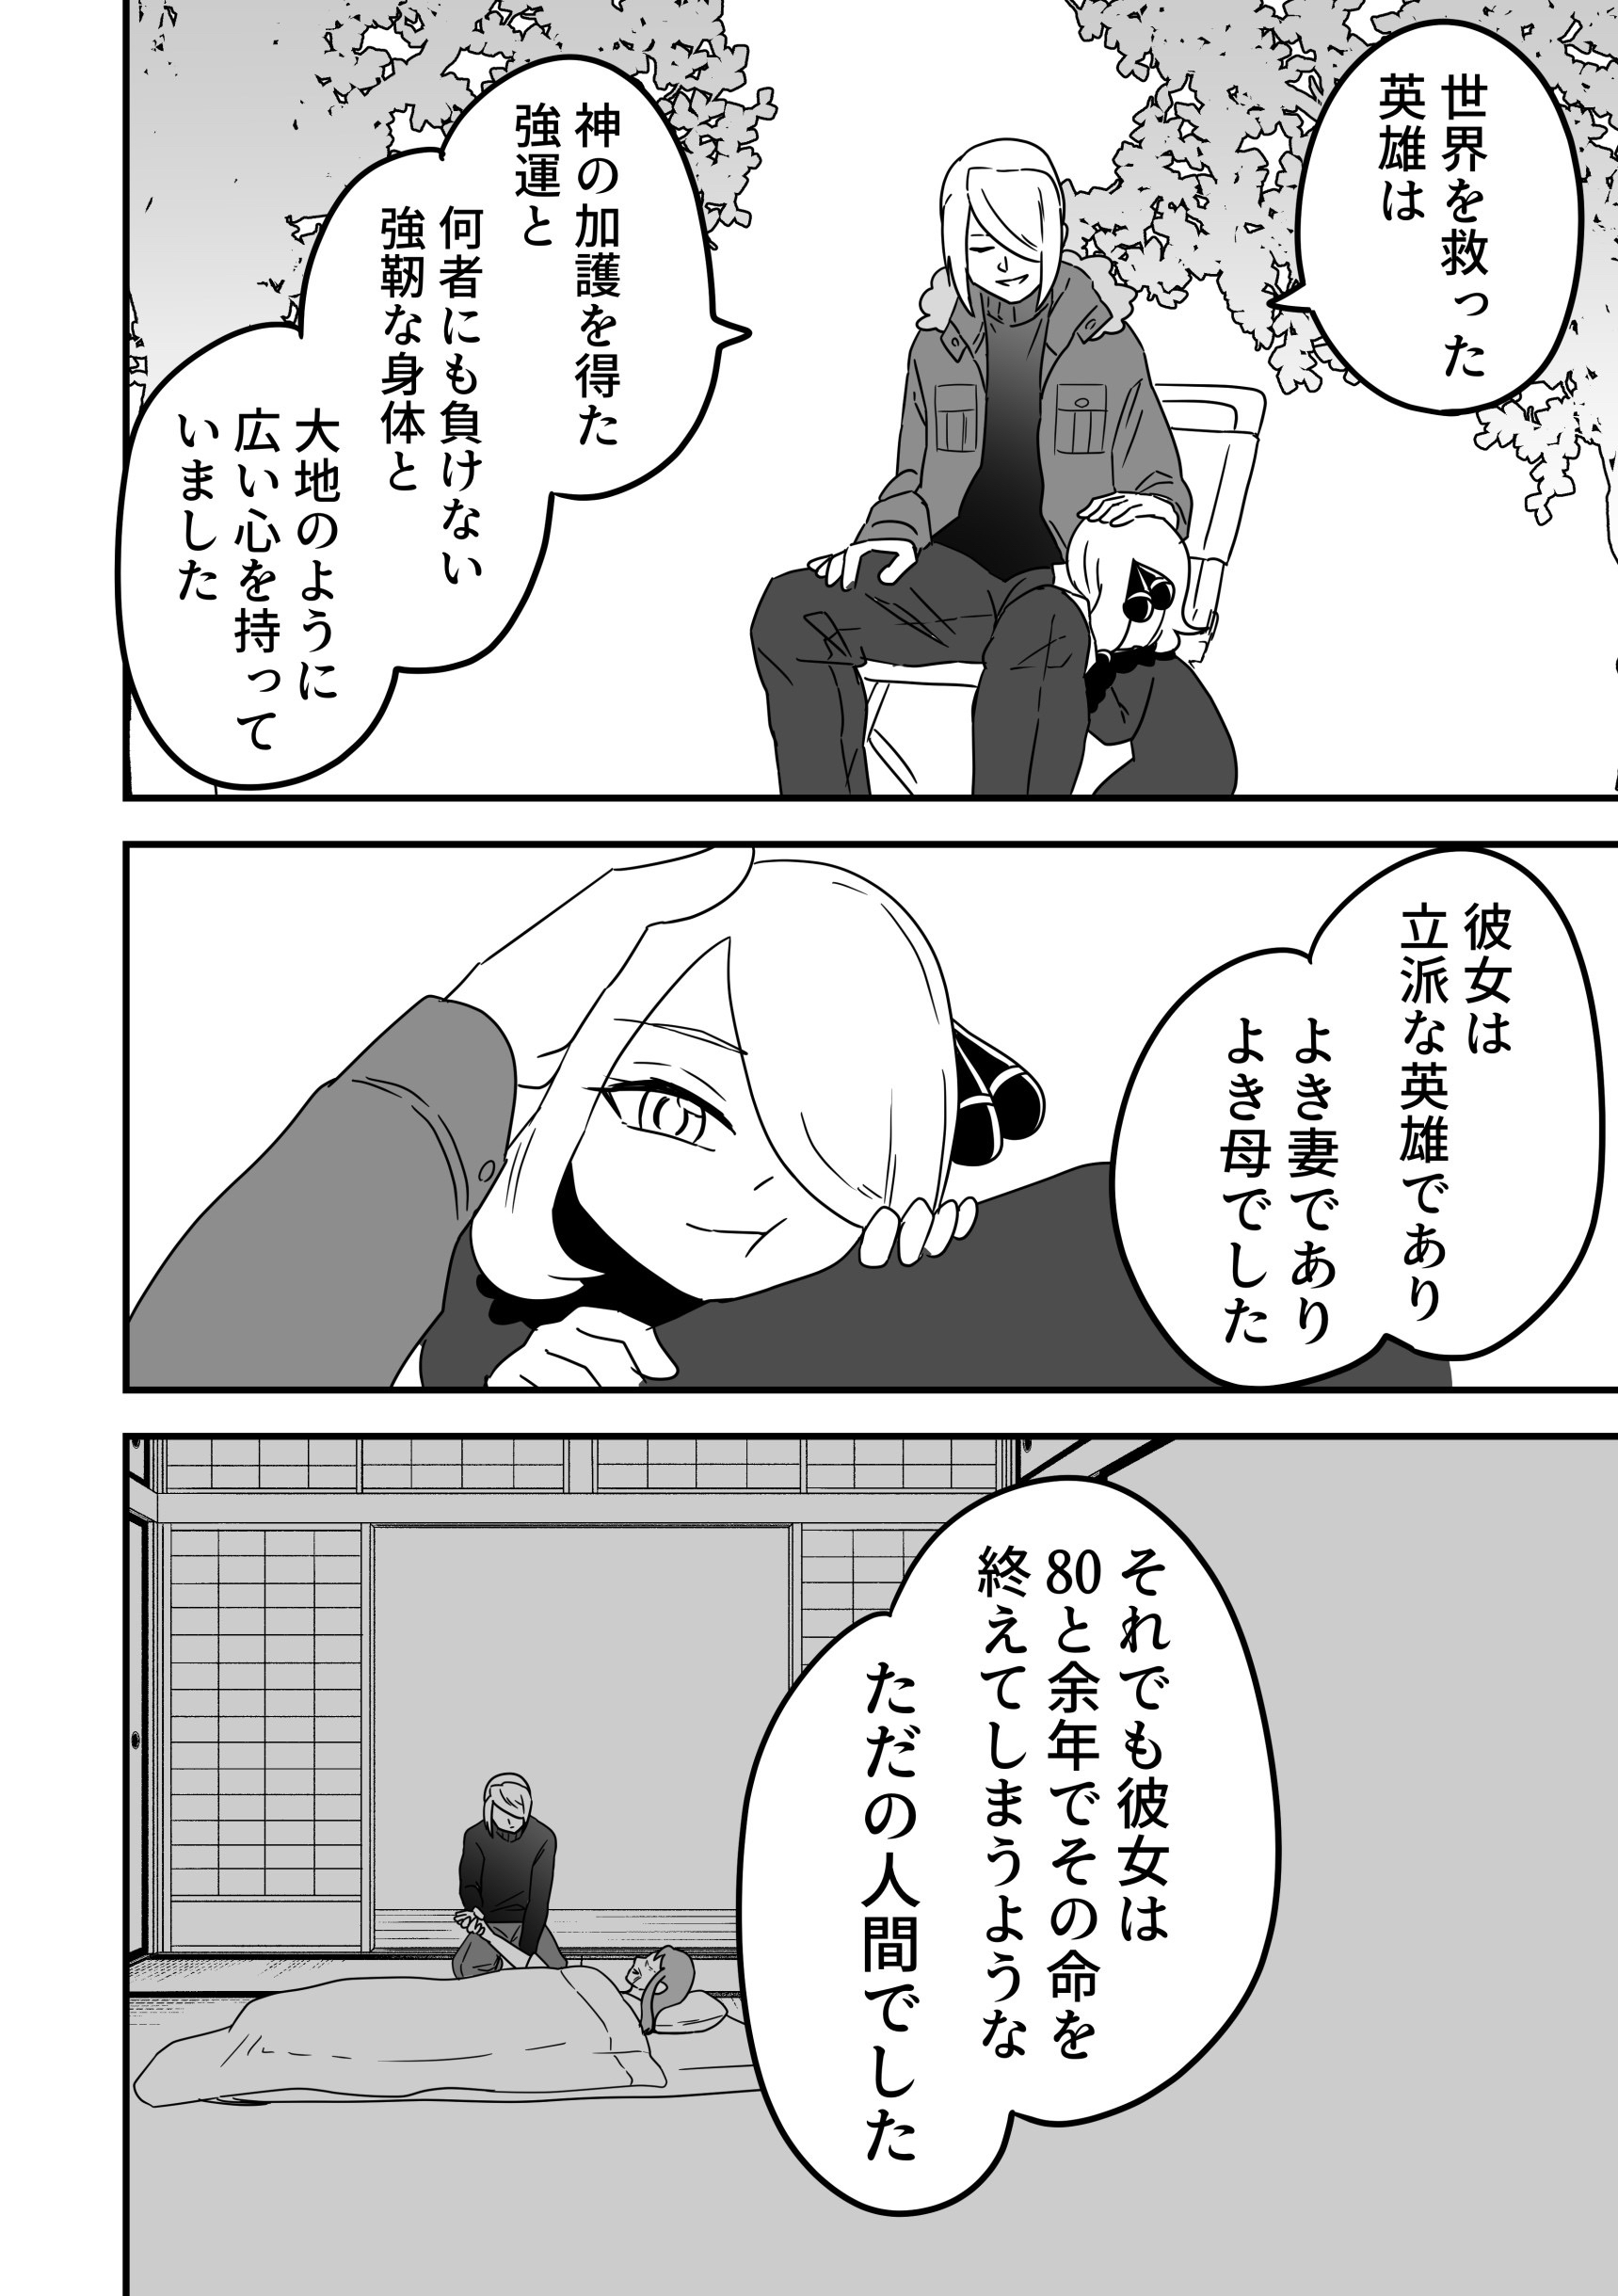 世界を救った
英雄は
神の加護を得た
強運と
何者にも負けない
強靭な身体と
大地のように
広い心を持って
いました
彼女は
立派な英雄であり
よき妻であり
よき母でした
それでも彼女は
80と余年でその命を
終えてしまうような
ただの人間でした